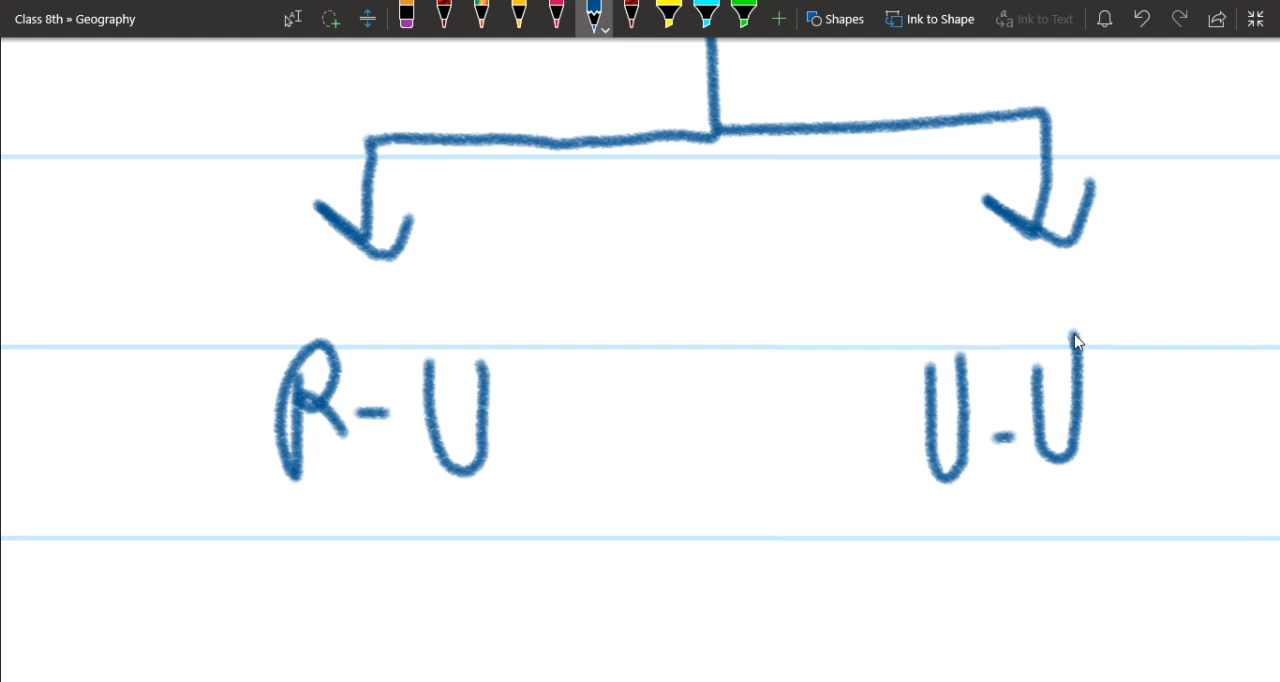 Class 8th » Geography
Shapes
Ink to Shape
Ink to Text
R-U
U-U